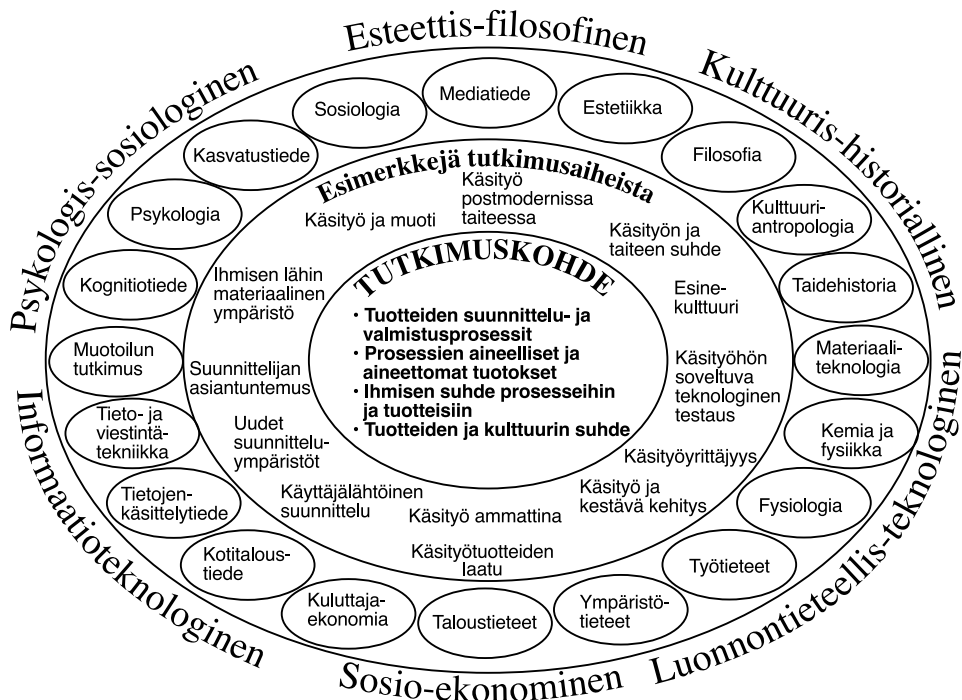 Esteettis-filosofinen
Kulttuuris-historiallinen
Luonnontieteellis-teknologinen
Sosio-ekonominen
Informaatioteknologinen
Psykologis-sosiologinen
Mediatiede
Estetiikka
Filosofia
Kulttuuri-
antropologia
Taidehistoria
Materiaali-
teknologia
Kemia ja
fysiikka
Fysiologia
Työtieteet
Ympäristö-
tieteet
Taloustieteet
Kuluttaja-
ekonomia
Kotitalous-
tiede
Tietojen-
käsittelytiede
Tieto- ja
viestintä-
tekniikka
Muotoilun
tutkimus
Kognitiotiede
Psykologia
Kasvatustiede
Sosiologia
Esimerkkejä tutkimusaiheista
Käsityö
postmodernissa
taiteessa
Käsityön ja
taiteen suhde
Esine-
kulttuuri
Käsityöhön
soveltuva
teknologinen
testaus
Käsityöyrittäjyys
Käsityö ja
kestävä kehitys
Käsityö ammattina
Käsityötuotteiden
laatu
Käyttäjälähtöinen
suunnittelu
Uudet
suunnittelu-
ympäristöt
Suunnittelijan
asiantuntemus
Ihmisen lähin
materiaalinen
ympäristö
Käsityö ja muoti
TUTKIMUSKOHDE
· Tuotteiden suunnittelu- ja
valmistusprosessit
· Prosessien aineelliset ja
aineettomat tuotokset
· Ihmisen suhde prosesseihin
ja tuotteisiin
· Tuotteiden ja kulttuurin suhde